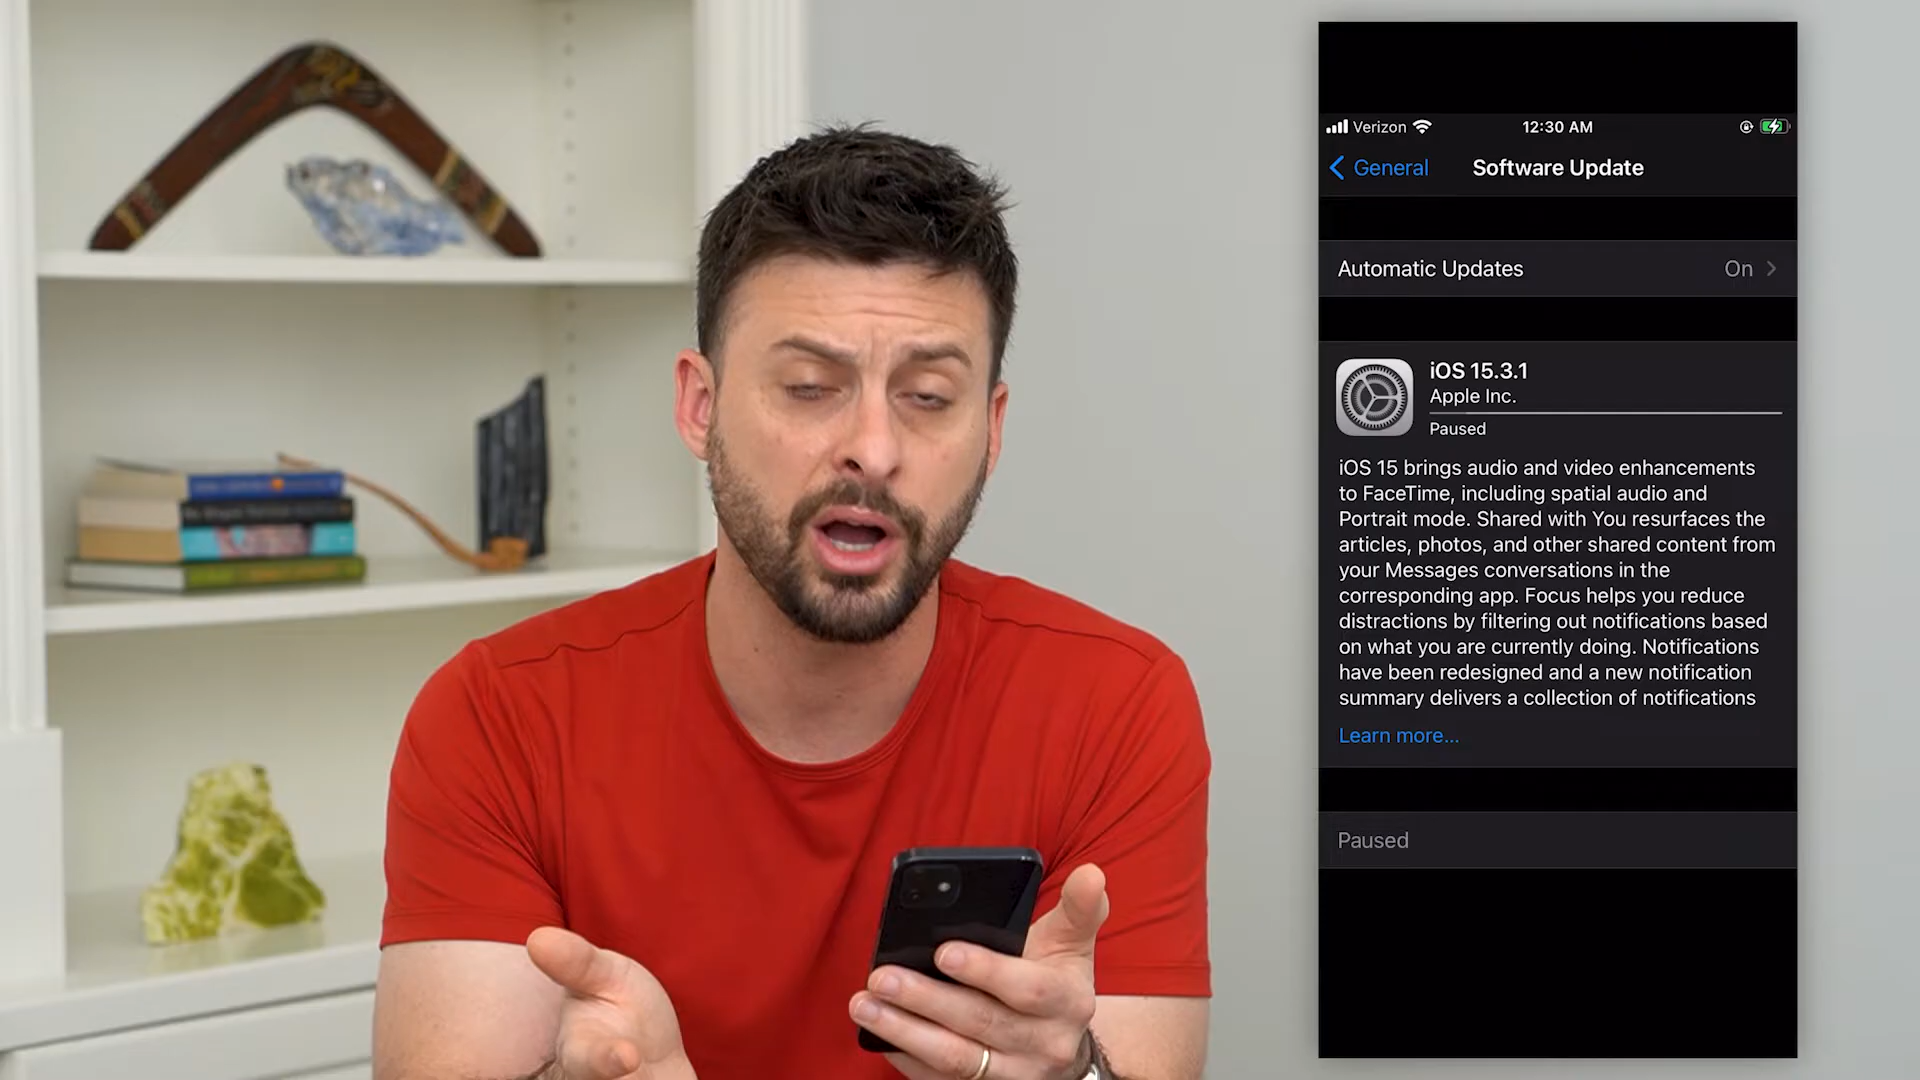 Verizon
12:30 AM
General
Software Update
Automatic Updates
On
iOS 15.3.1
Apple Inc.
Paused
iOS 15 brings audio and video enhancements
to FaceTime, including spatial audio and
Portrait mode. Shared with You resurfaces the
articles, photos, and other shared content from
your Messages conversations in the
corresponding app. Focus helps you reduce
distractions by filtering out notifications based
on what you are currently doing. Notifications
have been redesigned and a new notification
summary delivers a collection of notifications
Learn more...
Paused